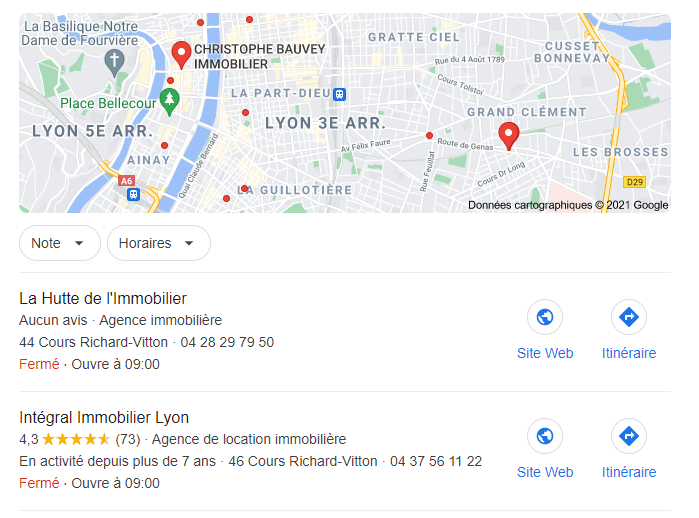 La Basilique Notre
Dame de Fourvière
CHRISTOPHE BAUVEY
IMMOBILIER
GRATTE CIEL
Rue du 4 Août 1789
CUSSET
BONNEVAY
Cours Tolstoï
Place Bellecour
LA PART-DIEU
GRAND CLÉMENT
LYON 5E ARR.
LYON 3E ARR.
Av Félix Faure
Route de Genas
LES BROSSES
AINAY
Quai Claude Bernard
Rue Feuillat
Cours Dr Long
A6
D29
LA GUILLOTIÈRE
Données cartographiques © 2021 Google
Note
Horaires
La Hutte de l'Immobilier
Aucun avis · Agence immobilière
44 Cours Richard-Vitton · 04 28 29 79 50
Fermé · Ouvre à 09:00
Site Web
Itinéraire
Intégral Immobilier Lyon
4,3 (73) · Agence de location immobilière
En activité depuis plus de 7 ans · 46 Cours Richard-Vitton · 04 37 56 11 22
Fermé · Ouvre à 09:00
Site Web
Itinéraire